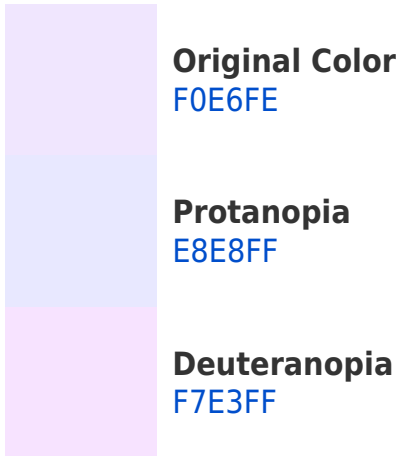 Original Color
F0E6FE
Protanopia
E8E8FF
Deuteranopia
F7E3FF